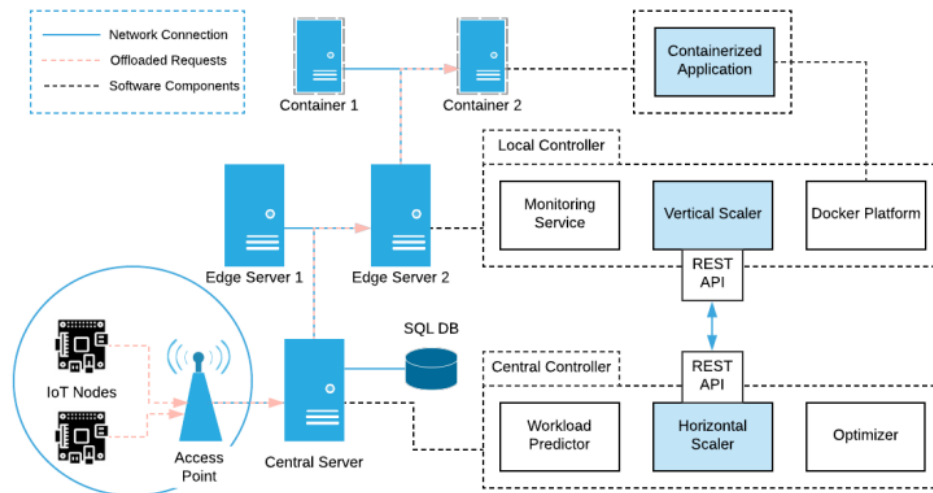 Network Connection
Offloaded Requests
Software Components
Container 1
Container 2
Containerized
Application
Local Controller
Monitoring
Service
Vertical Scaler
Docker Platform
REST
API
Edge Server 1
Edge Server 2
SQL DB
IoT Nodes
Access
Point
Central Server
Central Controller
REST
API
Workload
Predictor
Horizontal
Scaler
Optimizer